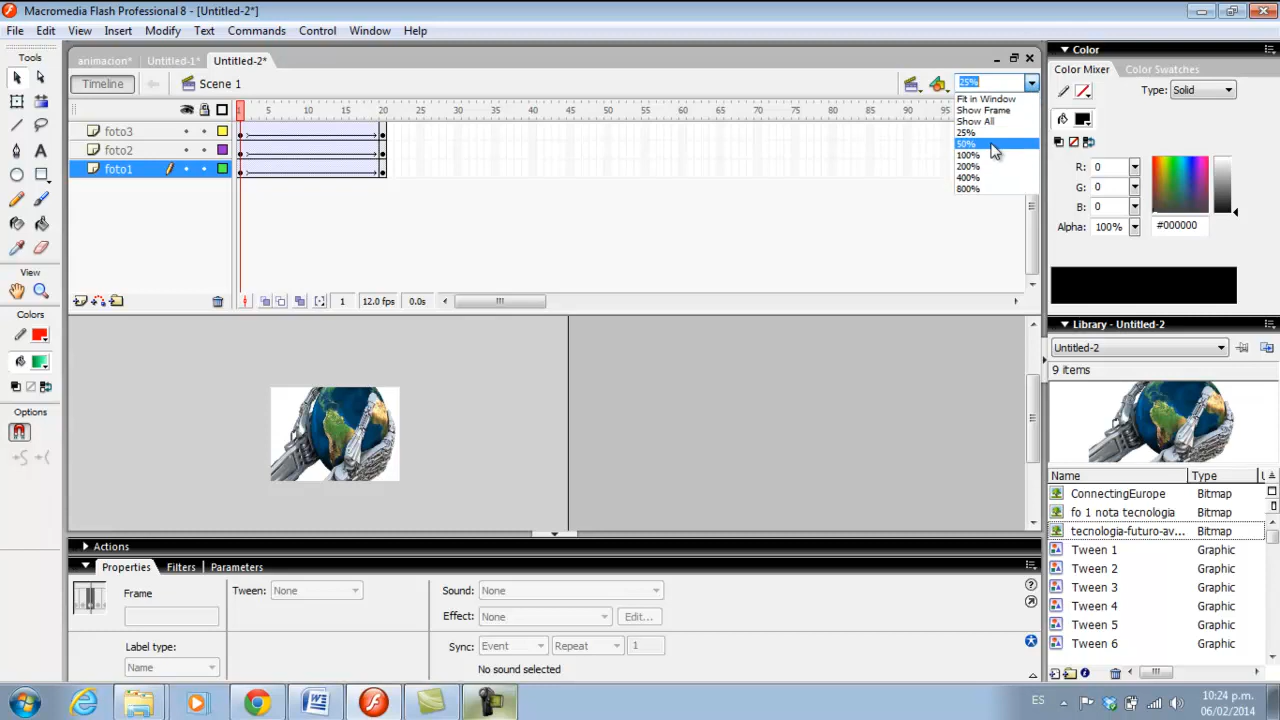 Macromedia Flash Professional 8 - [Untitled-2*]
File Edit View Insert Modify Text Commands Control Window Help
Tools
animacion* Untitled-1* Untitled-2*
Timeline Scene 1
25%
Fit in Window
Show Frame
Show All
25%
50%
100%
200%
400%
800%
1 5 10 15 20 25 30 35 40 45 50 55 60 65 70 75 80 85 90 95
foto3
foto2
foto1
1 12.0 fps 0.0s
View
Colors
Options
Color
Color Mixer Color Swatches
Type: Solid
R: 0
G: 0
B: 0
Alpha: 100% #000000
Library - Untitled-2
Untitled-2
9 items
Name Type
ConnectingEurope Bitmap
fo 1 nota tecnologia Bitmap
tecnologia-futuro-av... Bitmap
Tween 1 Graphic
Tween 2 Graphic
Tween 3 Graphic
Tween 4 Graphic
Tween 5 Graphic
Tween 6 Graphic
Actions
Properties Filters Parameters
Frame Tween: None Sound: None
Effect: None Edit...
Label type: Sync: Event Repeat 1
Name No sound selected
ES 10:24 p.m.
06/02/2014